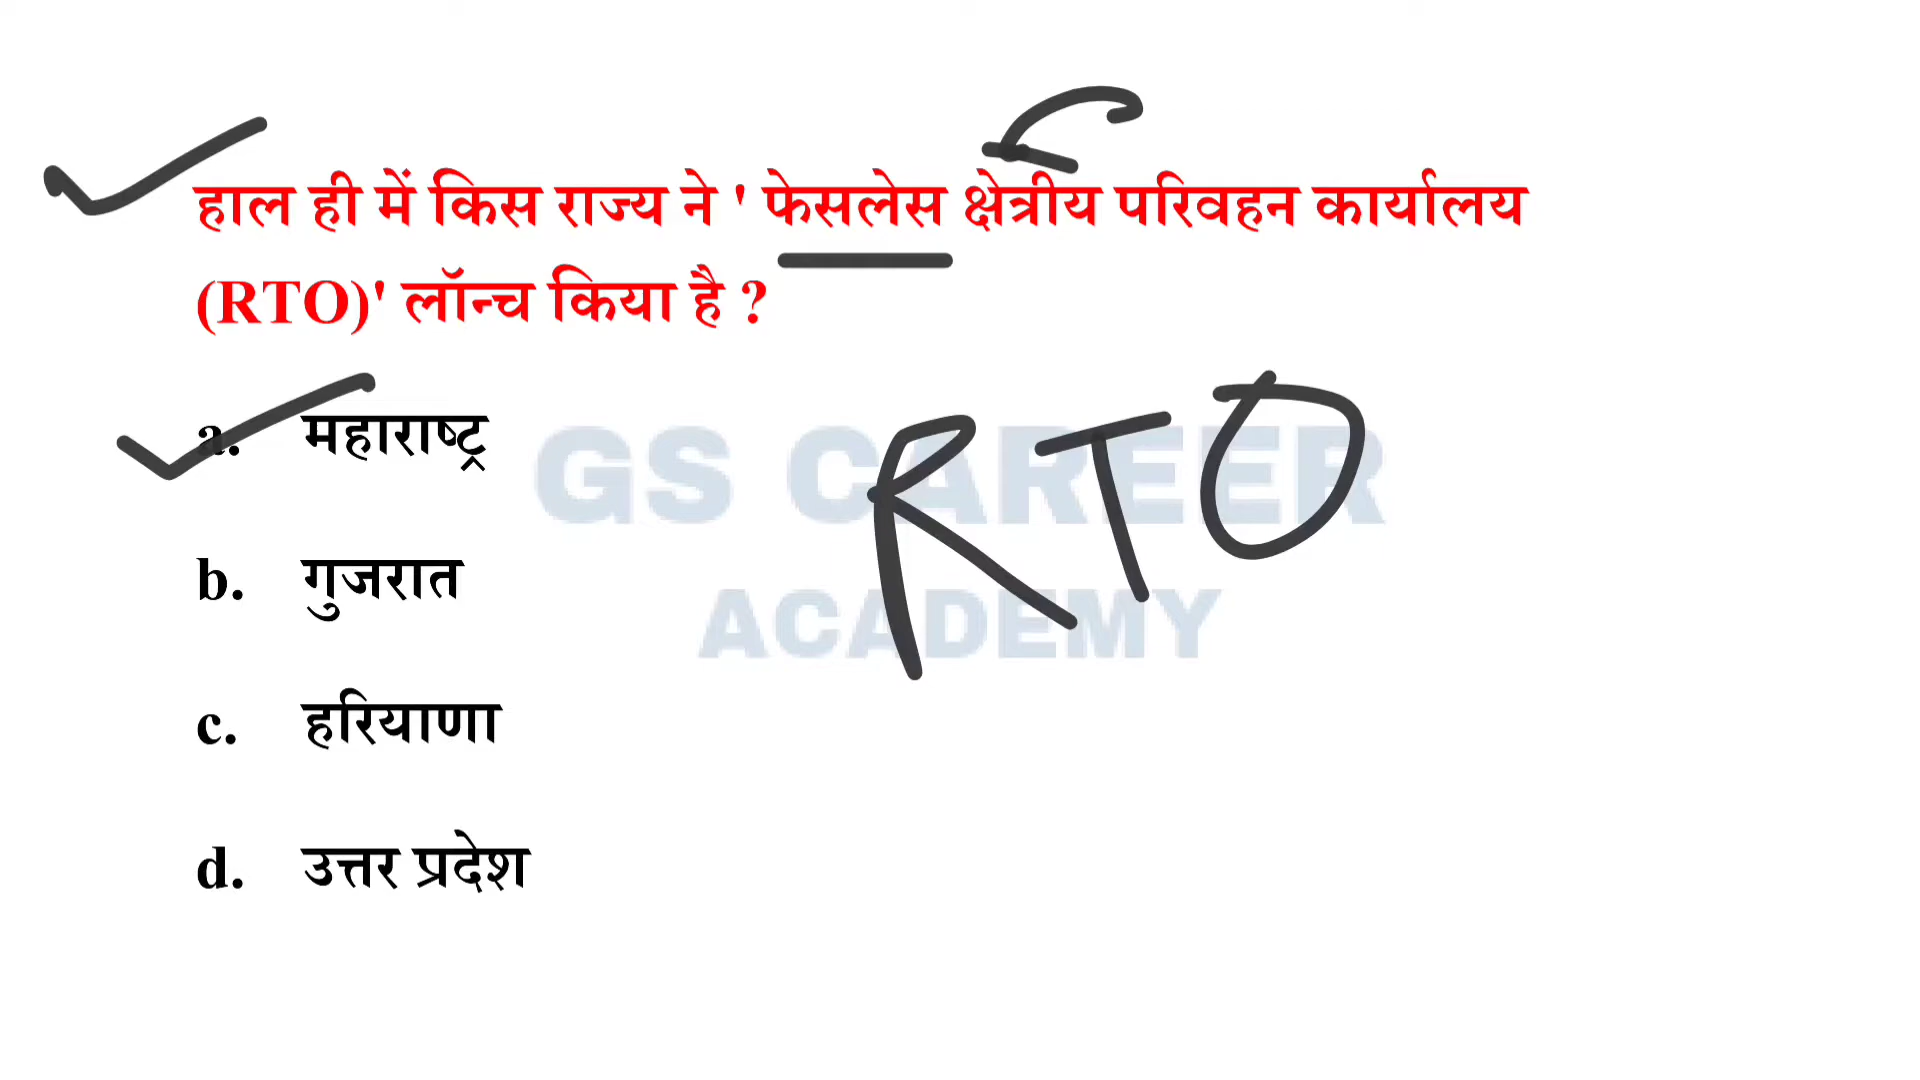 हाल ही में किस राज्य ने ' फेसलेस क्षेत्रीय परिवहन कार्यालय
(RTO)' लॉन्च किया है ?
a. महाराष्ट्र
b. गुजरात
c. हरियाणा
d. उत्तर प्रदेश
RTO
GS CAREER
ACADEMY